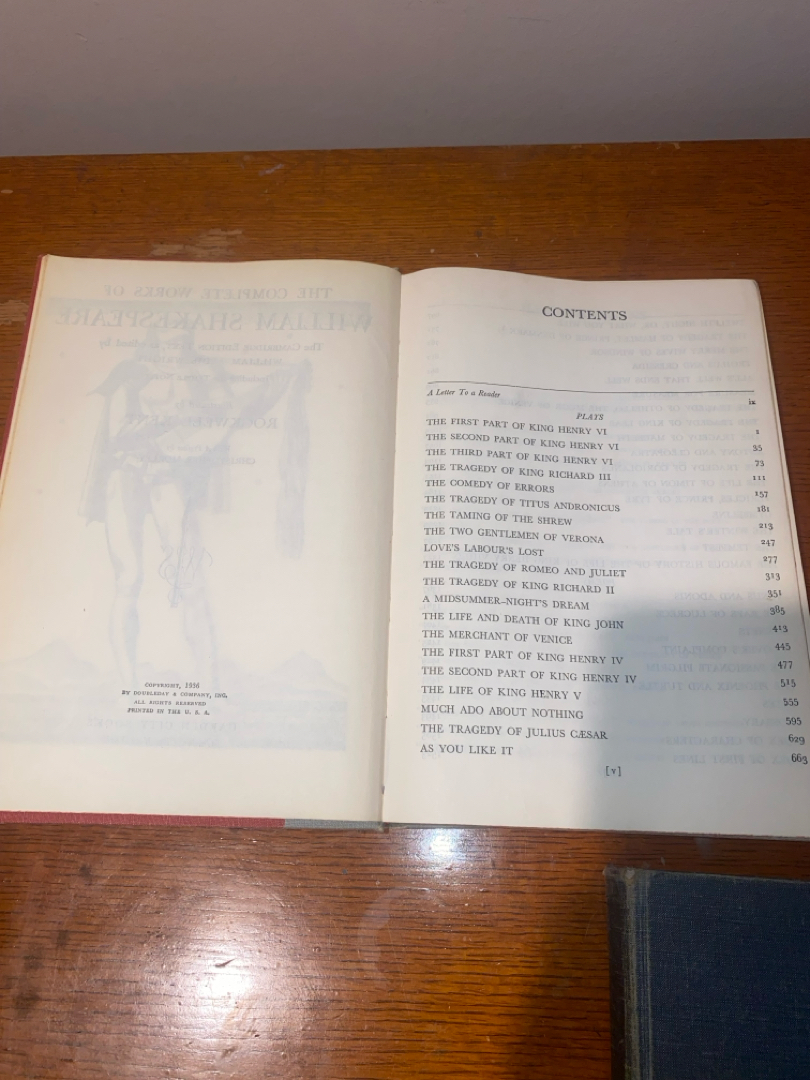 THE COMPLETE WORKS OF
WILLIAM SHAKESPEARE
COPYRIGHT, 1936
BY DOUBLEDAY & COMPANY, INC.
ALL RIGHTS RESERVED
PRINTED IN THE U. S. A.
CONTENTS
A Letter To a Reader ix
PLAYS
THE FIRST PART OF KING HENRY VI 1
THE SECOND PART OF KING HENRY VI 35
THE THIRD PART OF KING HENRY VI 73
THE TRAGEDY OF KING RICHARD III 111
THE COMEDY OF ERRORS 157
THE TRAGEDY OF TITUS ANDRONICUS 181
THE TAMING OF THE SHREW 213
THE TWO GENTLEMEN OF VERONA 247
LOVE'S LABOUR'S LOST 277
THE TRAGEDY OF ROMEO AND JULIET 313
THE TRAGEDY OF KING RICHARD II 351
A MIDSUMMER-NIGHT'S DREAM 385
THE LIFE AND DEATH OF KING JOHN 413
THE MERCHANT OF VENICE 445
THE FIRST PART OF KING HENRY IV 477
THE SECOND PART OF KING HENRY IV 515
THE LIFE OF KING HENRY V 555
MUCH ADO ABOUT NOTHING 595
THE TRAGEDY OF JULIUS CÆSAR 629
AS YOU LIKE IT 663
[v]